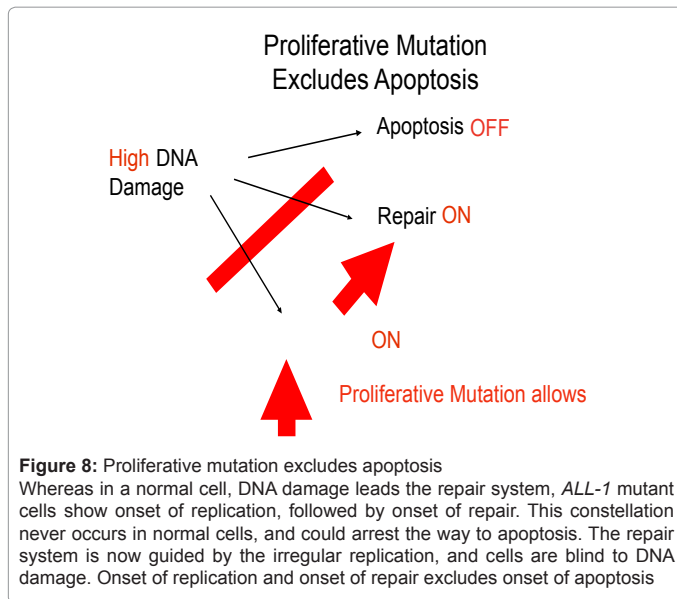 Proliferative Mutation
Excludes Apoptosis
Apoptosis OFF
High DNA
Damage
Repair ON
ON
Proliferative Mutation allows
Figure 8: Proliferative mutation excludes apoptosis
Whereas in a normal cell, DNA damage leads the repair system, ALL-1 mutant
cells show onset of replication, followed by onset of repair. This constellation
never occurs in normal cells, and could arrest the way to apoptosis. The repair
system is now guided by the irregular replication, and cells are blind to DNA
damage. Onset of replication and onset of repair excludes onset of apoptosis